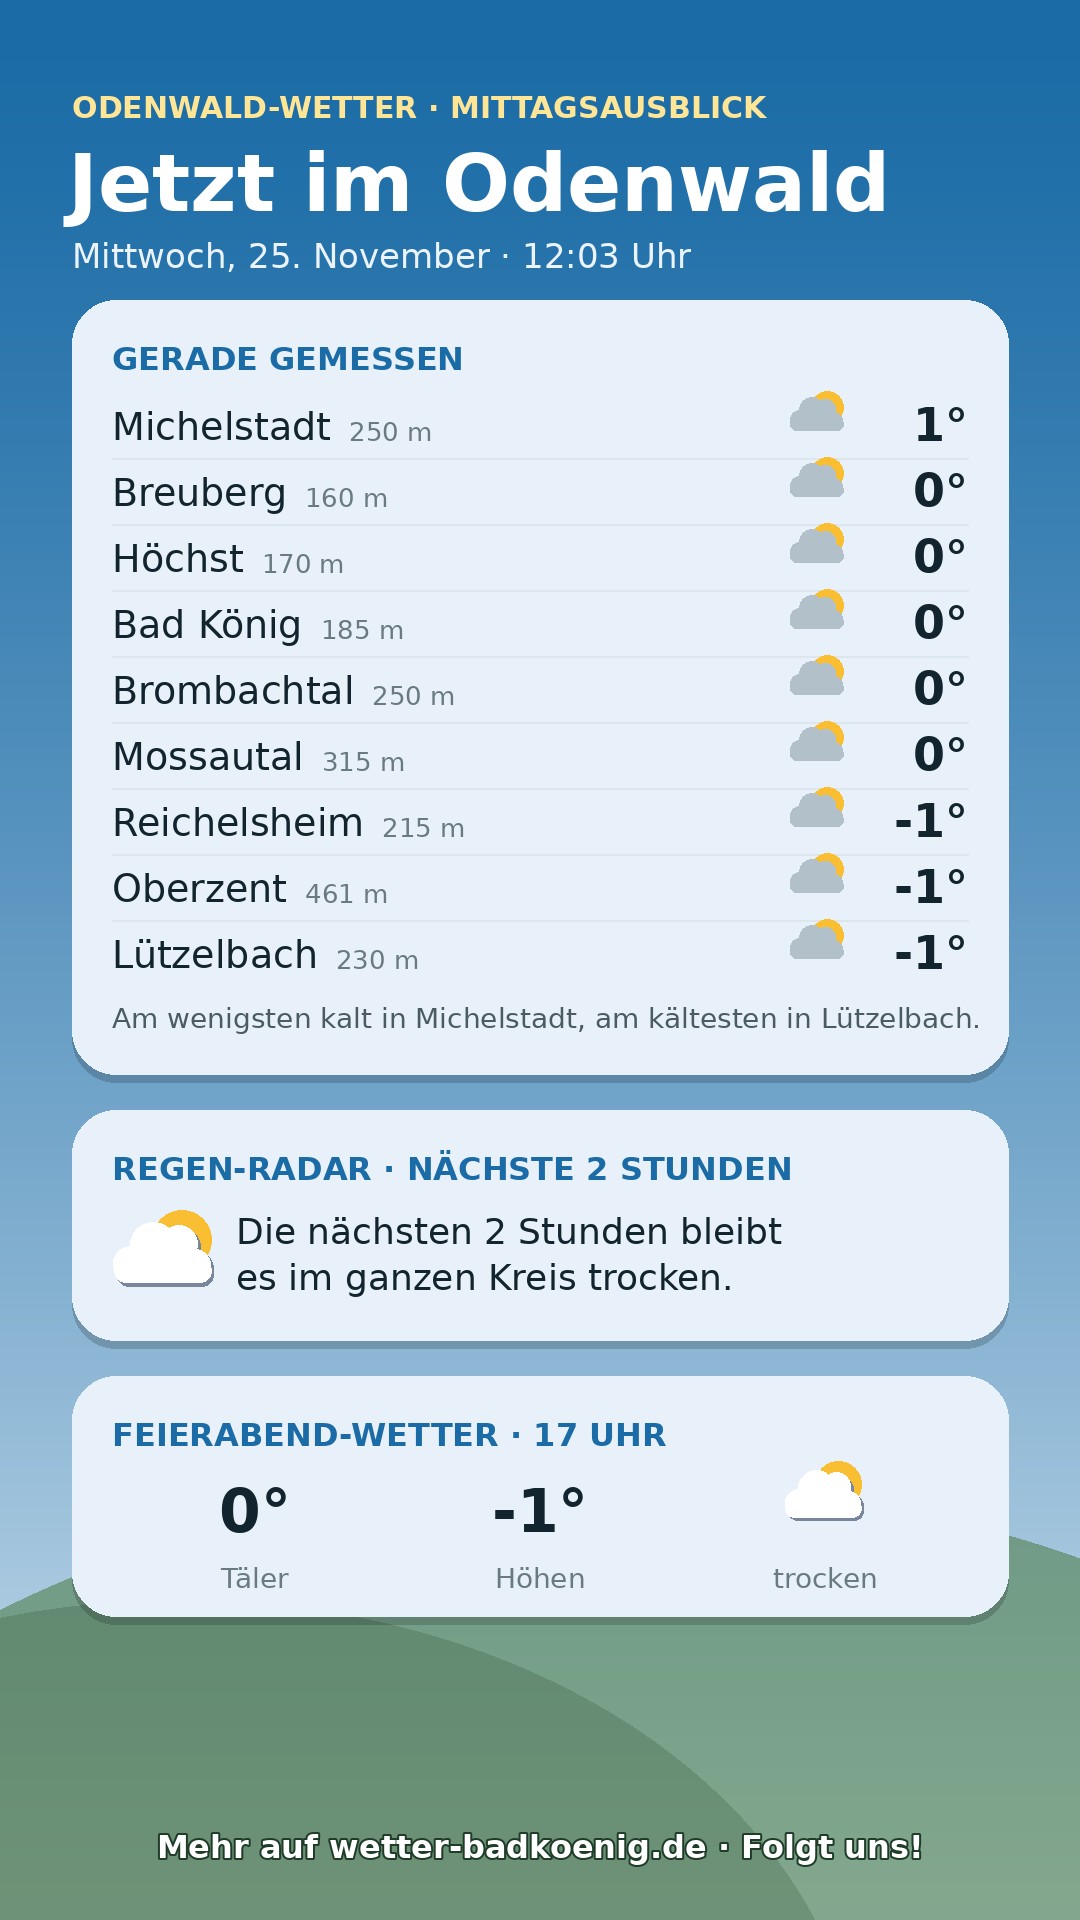 ODENWALD-WETTER · MITTAGSAUSBLICK
Jetzt im Odenwald
Mittwoch, 25. November · 12:03 Uhr
GERADE GEMESSEN
Michelstadt 250 m 1°
Breuberg 160 m 0°
Höchst 170 m 0°
Bad König 185 m 0°
Brombachtal 250 m 0°
Mossautal 315 m 0°
Reichelsheim 215 m -1°
Oberzent 461 m -1°
Lützelbach 230 m -1°
Am wenigsten kalt in Michelstadt, am kältesten in Lützelbach.
REGEN-RADAR · NÄCHSTE 2 STUNDEN
Die nächsten 2 Stunden bleibt
es im ganzen Kreis trocken.
FEIERABEND-WETTER · 17 UHR
0° -1°
Täler Höhen trocken
Mehr auf wetter-badkoenig.de · Folgt uns!